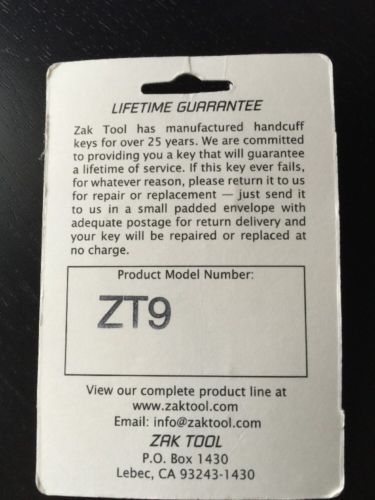 LIFETIME GUARANTEE
Zak Tool has manufactured handcuff
keys for over 25 years. We are committed
to providing you a key that will guarantee
a lifetime of service. If this key ever fails,
for whatever reason, please return it to us
for repair or replacement — just send it
to us in a small padded envelope with
adequate postage for return delivery and
your key will be repaired or replaced at
no charge.
Product Model Number:
ZT9
View our complete product line at
www.zaktool.com
Email: info@zaktool.com
ZAK TOOL
P.O. Box 1430
Lebec, CA 93243-1430